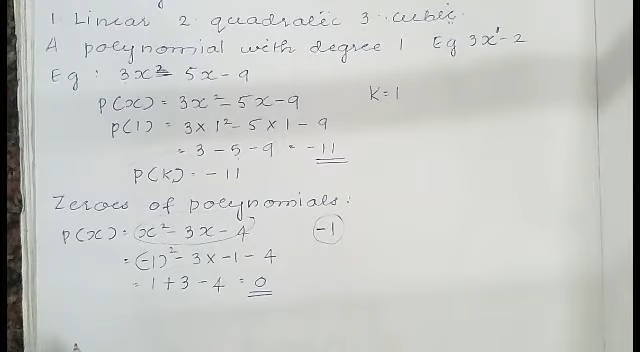 1. Linear 2. quadratic 3. cubic.
A polynomial with degree 1 Eg 3x¹-2
Eg : 3x² - 5x - 9
P(x) = 3x² - 5x - 9 K = 1
P(1) = 3 × 1² - 5 × 1 - 9
= 3 - 5 - 9 = -11
P(K) = -11
Zeroes of polynomials:
P(x) = x² - 3x - 4 -1
= (-1)² - 3x - 1 - 4
= 1 + 3 - 4 = 0